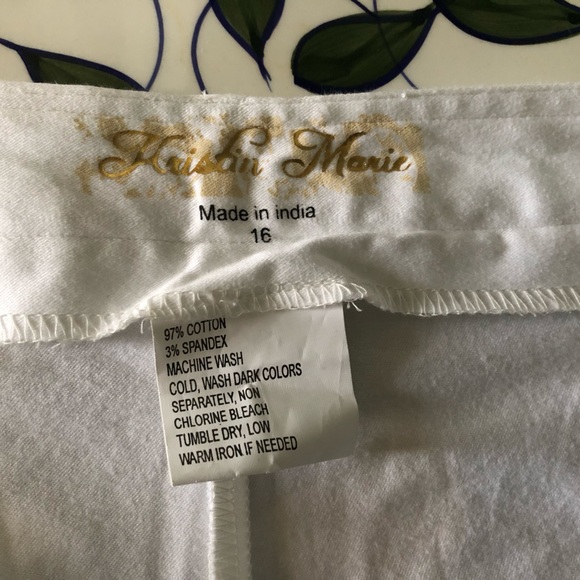 Kristin Marie
Made in india
16
97% COTTON
3% SPANDEX
MACHINE WASH
COLD, WASH DARK COLORS
SEPARATELY, NON
CHLORINE BLEACH
TUMBLE DRY, LOW
WARM IRON IF NEEDED